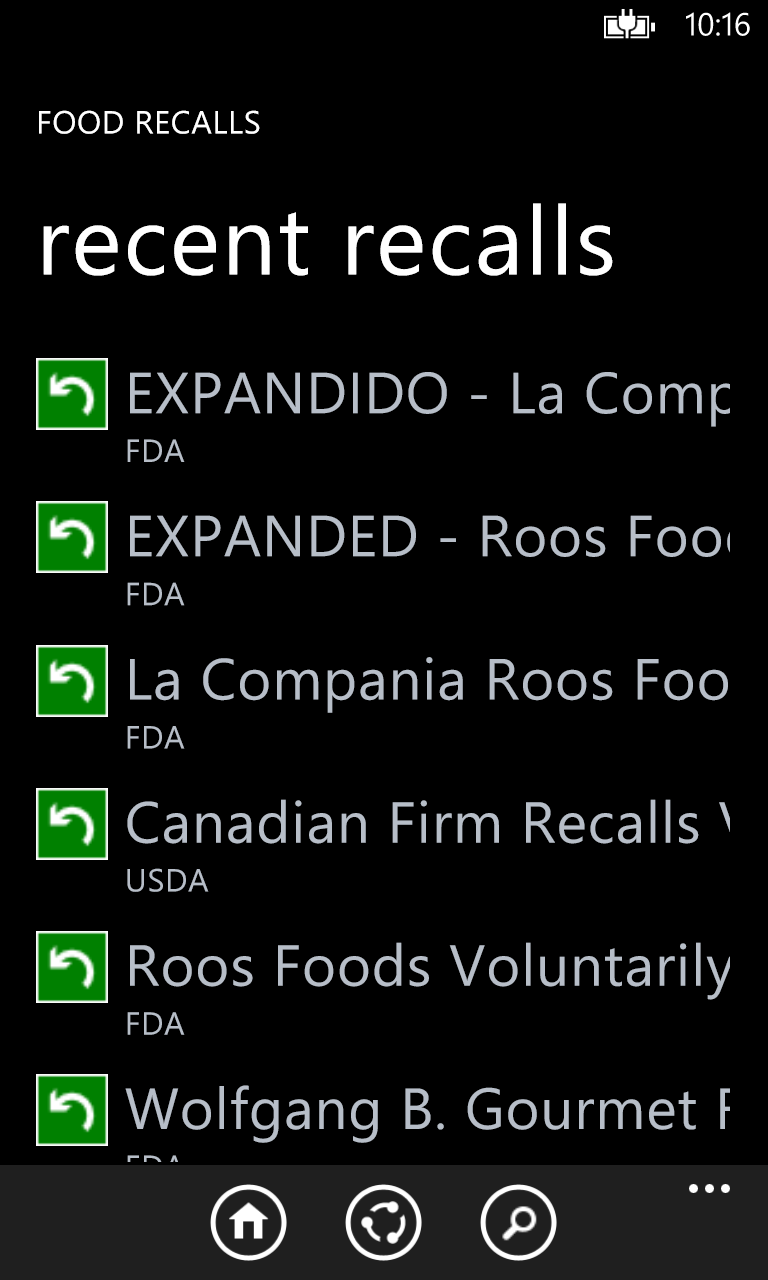 10:16
FOOD RECALLS
recent recalls
EXPANDIDO - La Comp
FDA
EXPANDED - Roos Foo
FDA
La Compania Roos Foo
FDA
Canadian Firm Recalls
USDA
Roos Foods Voluntarily
FDA
Wolfgang B. Gourmet
FDA